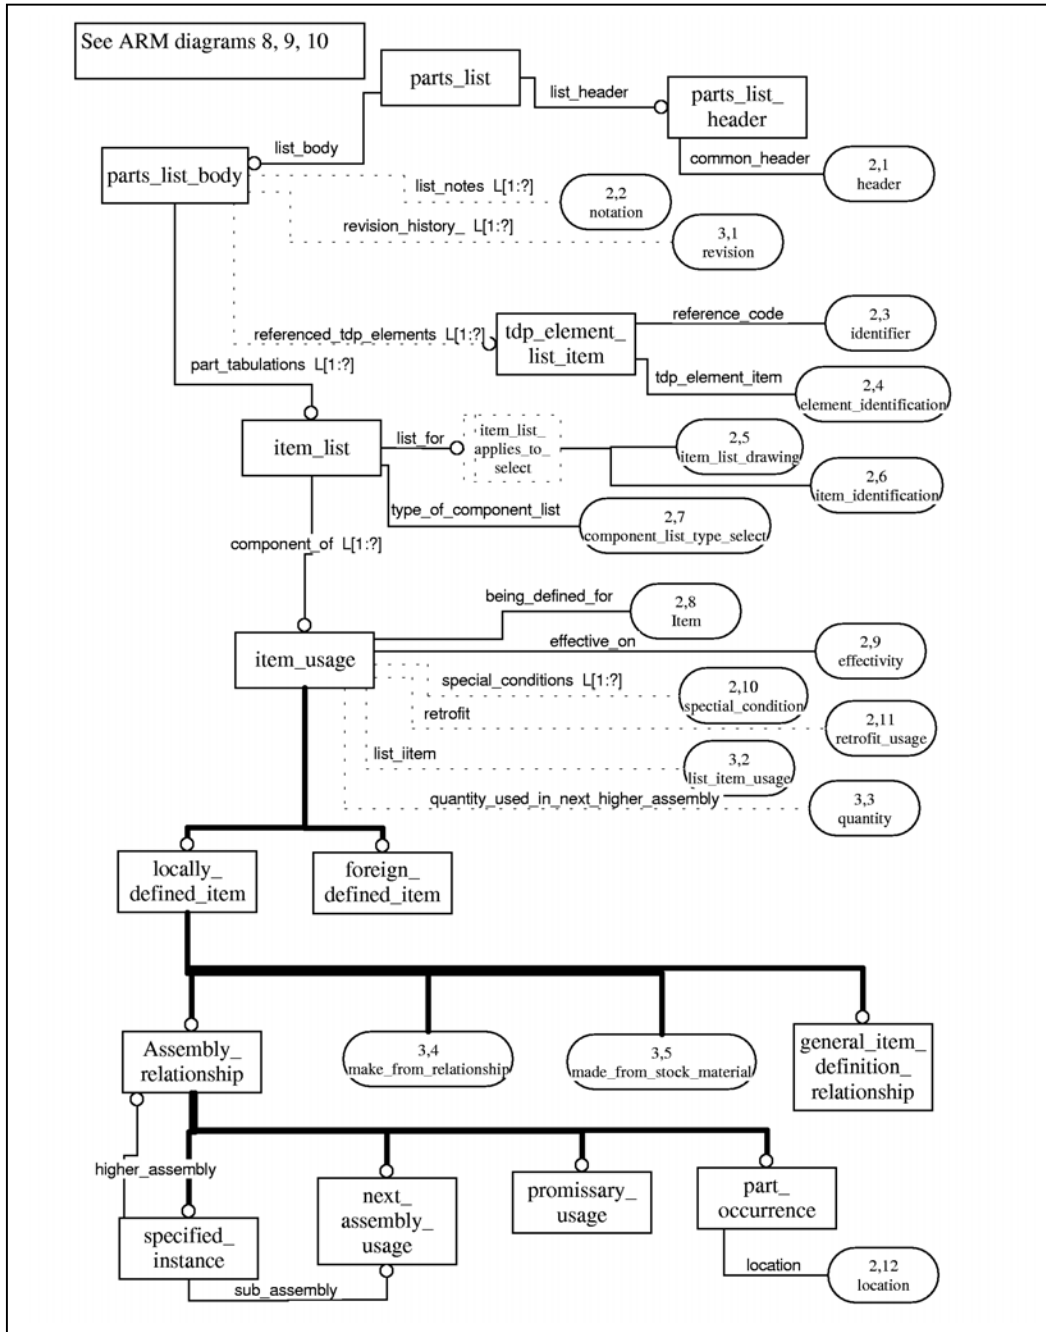 See ARM diagrams 8, 9, 10
parts_list
list_header
parts_list_
header
list_body
common_header
2,1
header
parts_list_body
list_notes L[1:?]
2,2
notation
revision_history_ L[1:?]
3,1
revision
referenced_tdp_elements L[1:?]
tdp_element_
list_item
reference_code
2,3
identifier
part_tabulations L[1:?]
tdp_element_item
2,4
element_identification
item_list
list_for
item_list_
applies_to_
select
2,5
item_list_drawing
2,6
item_identification
type_of_component_list
2,7
component_list_type_select
component_of L[1:?]
being_defined_for
2,8
Item
item_usage
effective_on
2,9
effectivity
special_conditions L[1:?]
2,10
spectial_condition
retrofit
2,11
retrofit_usage
list_iitem
3,2
list_item_usage
quantity_used_in_next_higher_assembly
3,3
quantity
locally_
defined_item
foreign_
defined_item
Assembly_
relationship
3,4
make_from_relationship
3,5
made_from_stock_material
general_item_
definition_
relationship
higher_assembly
specified_
instance
next_
assembly_
usage
promissary_
usage
part_
occurrence
sub_assembly
location
2,12
location